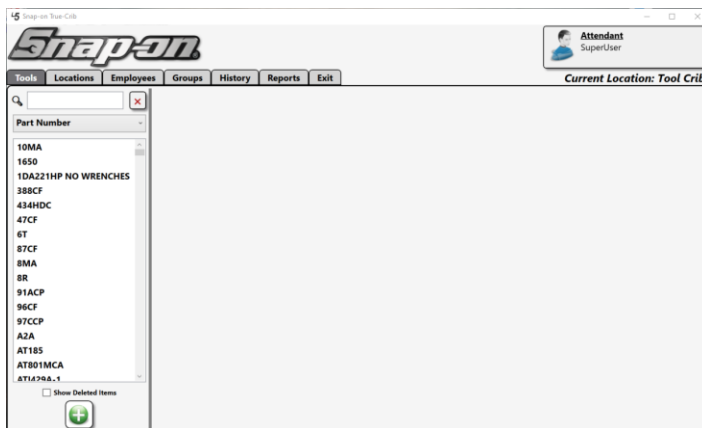 Snap-on True-Crib
Snap-on
Attendant
SuperUser
Tools Locations Employees Groups History Reports Exit
Current Location: Tool Crib
Part Number
10MA
1650
1DA221HP NO WRENCHES
388CF
434HDC
47CF
6T
87CF
8MA
8R
91ACP
96CF
97CCP
A2A
AT185
AT801MCA
ATI429A-1
Show Deleted Items